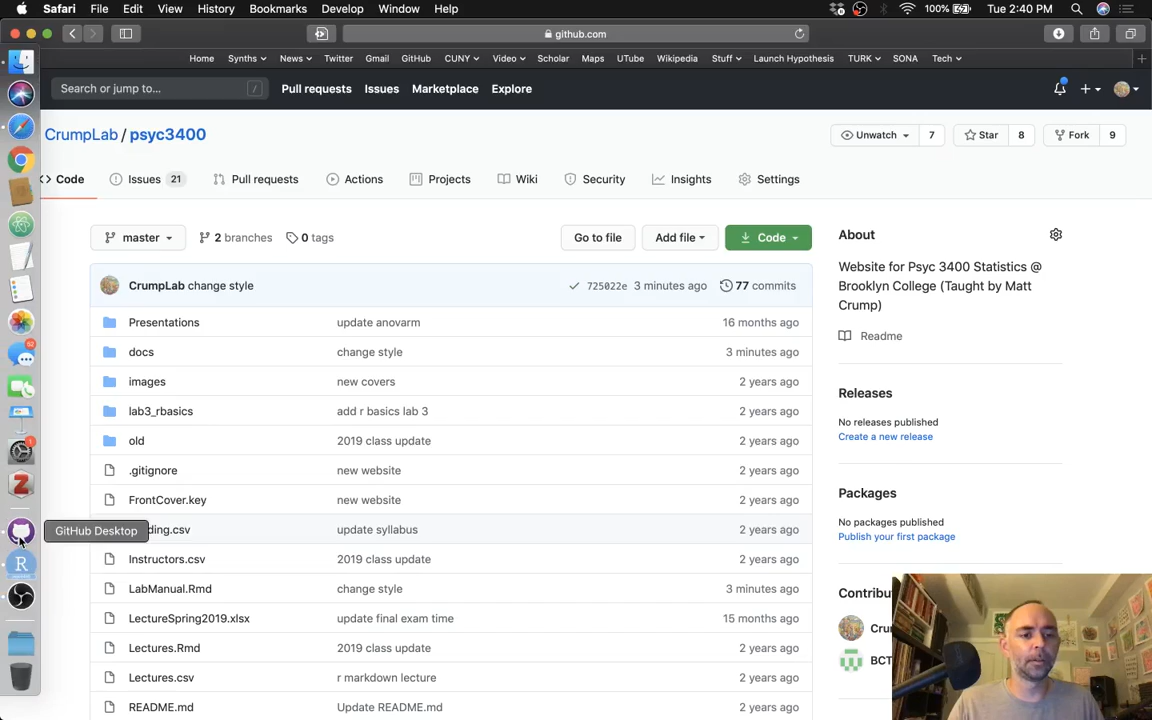 Safari File Edit View History Bookmarks Develop Window Help 100% Tue 2:40 PM
github.com
Home Synths News Twitter Gmail GitHub CUNY Video Scholar Maps UTube Wikipedia Stuff Launch Hypothesis TURK SONA Tech
Search or jump to... / Pull requests Issues Marketplace Explore
CrumpLab / psyc3400 Unwatch 7 Star 8 Fork 9
Code Issues 21 Pull requests Actions Projects Wiki Security Insights Settings
master 2 branches 0 tags Go to file Add file Code
CrumpLab change style 725022e 3 minutes ago 77 commits
Presentations update anovarm 16 months ago
docs change style 3 minutes ago
images new covers 2 years ago
lab3_rbasics add r basics lab 3 2 years ago
old 2019 class update 2 years ago
.gitignore new website 2 years ago
FrontCover.key new website 2 years ago
GitHub Desktop
ding.csv update syllabus 2 years ago
Instructors.csv 2019 class update 2 years ago
LabManual.Rmd change style 3 minutes ago
LectureSpring2019.xlsx update final exam time 15 months ago
Lectures.Rmd 2019 class update 2 years ago
Lectures.csv r markdown lecture 2 years ago
README.md Update README.md 2 years ago
About
Website for Psyc 3400 Statistics @
Brooklyn College (Taught by Matt
Crump)
Readme
Releases
No releases published
Create a new release
Packages
No packages published
Publish your first package
Contribu
Cru
BCT
Z
R